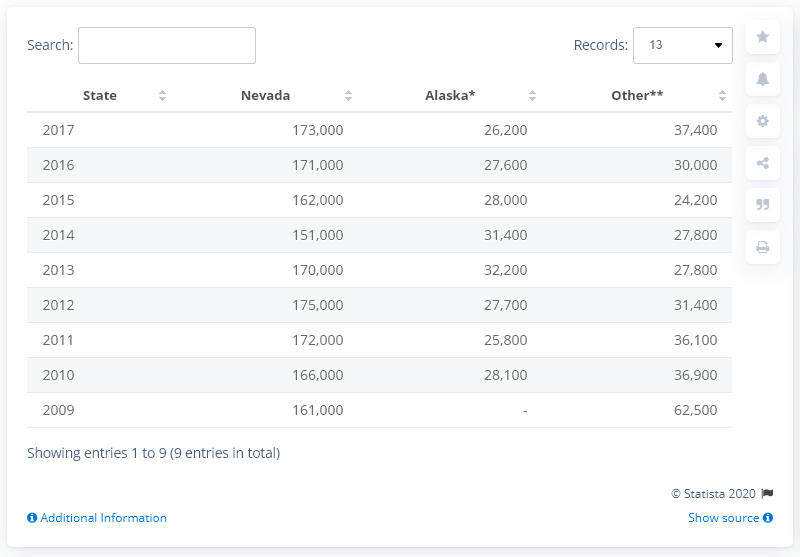 Search:
Records: 13
State Nevada Alaska* Other**
2017 173,000 26,200 37,400
2016 171,000 27,600 30,000
2015 162,000 28,000 24,200
2014 151,000 31,400 27,800
2013 170,000 32,200 27,800
2012 175,000 27,700 31,400
2011 172,000 25,800 36,100
2010 166,000 28,100 36,900
2009 161,000 - 62,500
Showing entries 1 to 9 (9 entries in total)
© Statista 2020
Additional Information
Show source